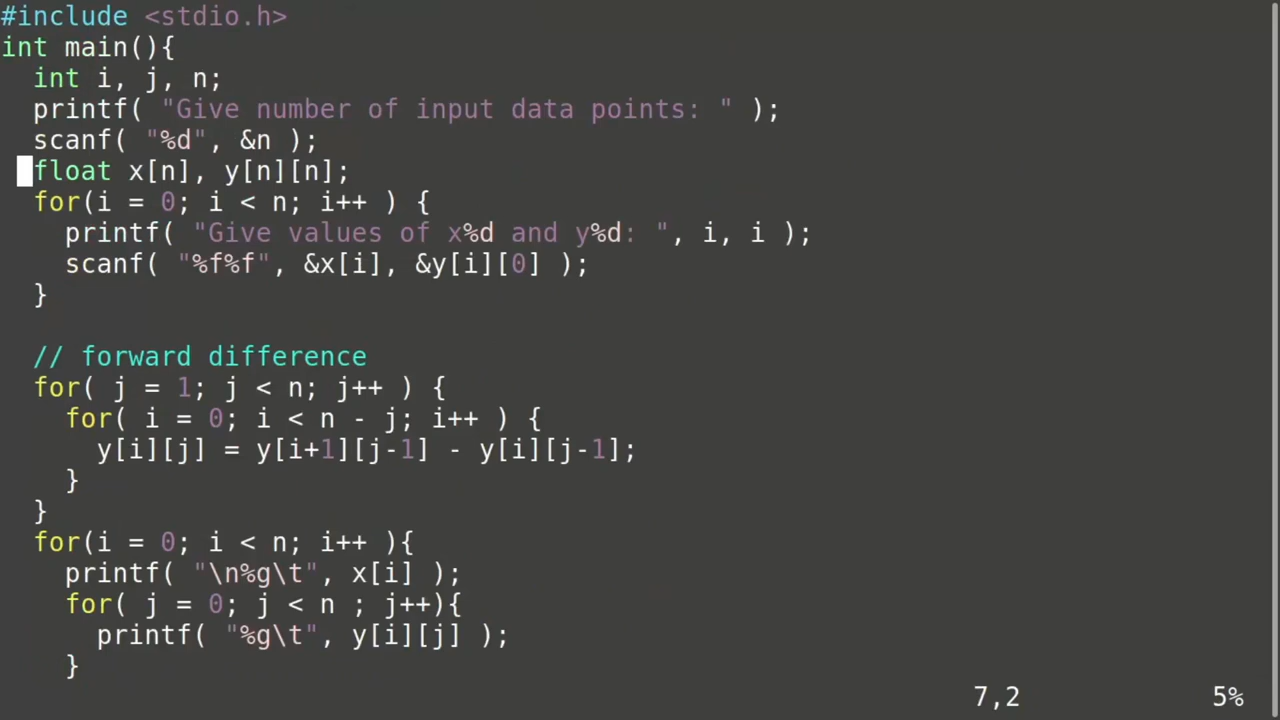 #include <stdio.h>
int main(){
  int i, j, n;
  printf( "Give number of input data points: " );
  scanf( "%d", &n );
  float x[n], y[n][n];
  for(i = 0; i < n; i++ ) {
    printf( "Give values of x%d and y%d: ", i, i );
    scanf( "%f%f", &x[i], &y[i][0] );
  }

  // forward difference
  for( j = 1; j < n; j++ ) {
    for( i = 0; i < n - j; i++ ) {
      y[i][j] = y[i+1][j-1] - y[i][j-1];
    }
  }
  for(i = 0; i < n; i++ ){
    printf( "\n%g\t", x[i] );
    for( j = 0; j < n ; j++){
      printf( "%g\t", y[i][j] );
    }
7,2 5%